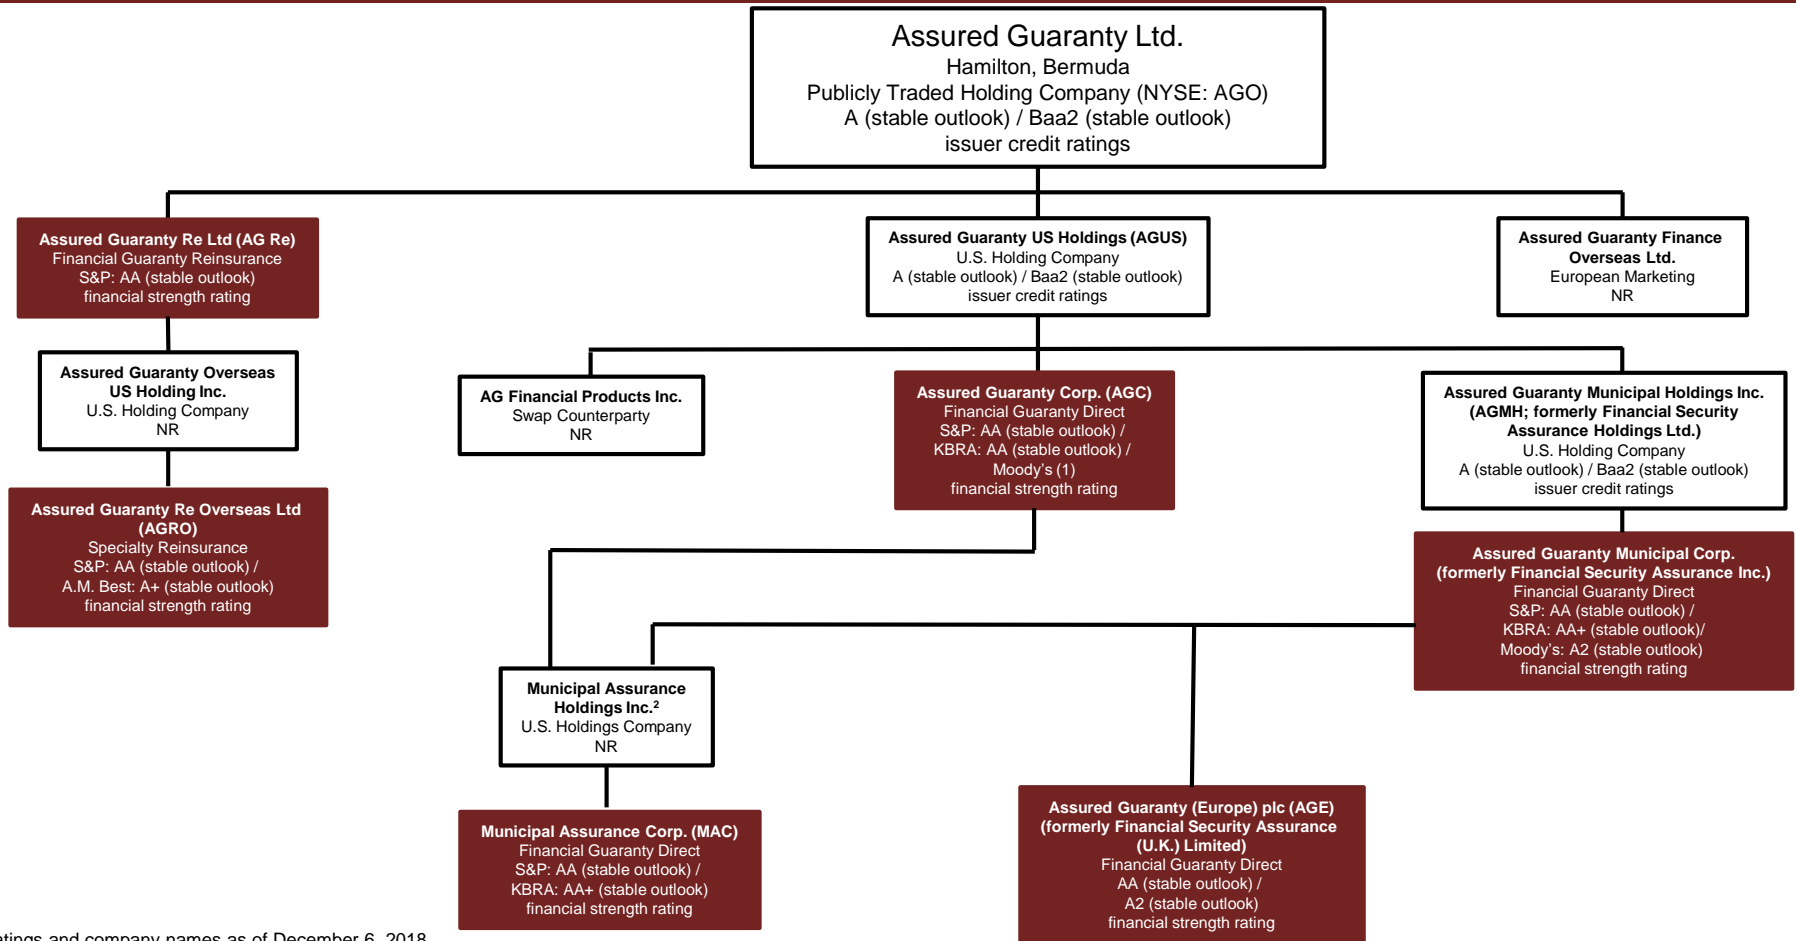 Assured Guaranty Ltd.
Hamilton, Bermuda
Publicly Traded Holding Company (NYSE: AGO)
A (stable outlook) / Baa2 (stable outlook)
issuer credit ratings
Assured Guaranty Re Ltd (AG Re)
Financial Guaranty Reinsurance
S&P: AA (stable outlook)
financial strength rating
Assured Guaranty US Holdings (AGUS)
U.S. Holding Company
A (stable outlook) / Baa2 (stable outlook)
issuer credit ratings
Assured Guaranty Finance
Overseas Ltd.
European Marketing
NR
Assured Guaranty Overseas
US Holding Inc.
U.S. Holding Company
NR
AG Financial Products Inc.
Swap Counterparty
NR
Assured Guaranty Corp. (AGC)
Financial Guaranty Direct
S&P: AA (stable outlook) /
KBRA: AA (stable outlook) /
Moody's (1)
financial strength rating
Assured Guaranty Municipal Holdings Inc.
(AGMH; formerly Financial Security
Assurance Holdings Ltd.)
U.S. Holding Company
A (stable outlook) / Baa2 (stable outlook)
issuer credit ratings
Assured Guaranty Re Overseas Ltd
(AGRO)
Specialty Reinsurance
S&P: AA (stable outlook) /
A.M. Best: A+ (stable outlook)
financial strength rating
Assured Guaranty Municipal Corp.
(formerly Financial Security Assurance Inc.)
Financial Guaranty Direct
S&P: AA (stable outlook) /
KBRA: AA+ (stable outlook)/
Moody's: A2 (stable outlook)
financial strength rating
Municipal Assurance
Holdings Inc.²
U.S. Holdings Company
NR
Municipal Assurance Corp. (MAC)
Financial Guaranty Direct
S&P: AA (stable outlook) /
KBRA: AA+ (stable outlook)
financial strength rating
Assured Guaranty (Europe) plc (AGE)
(formerly Financial Security Assurance
(U.K.) Limited)
Financial Guaranty Direct
AA (stable outlook) /
A2 (stable outlook)
financial strength rating
and company names as of December 6, 2018